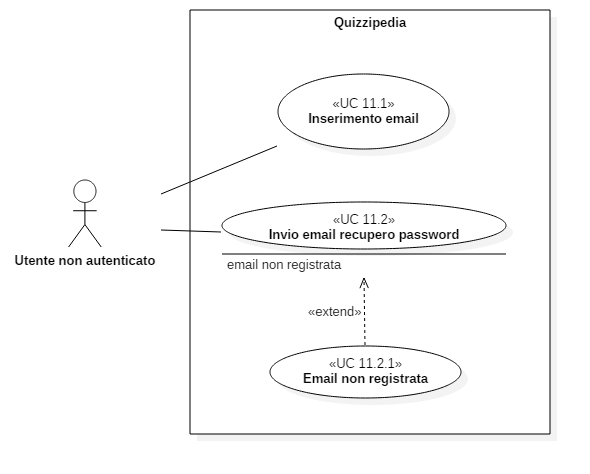 Quizzipedia
«UC 11.1»
Inserimento email
«UC 11.2»
Invio email recupero password
email non registrata
Utente non autenticato
«extend»
«UC 11.2.1»
Email non registrata